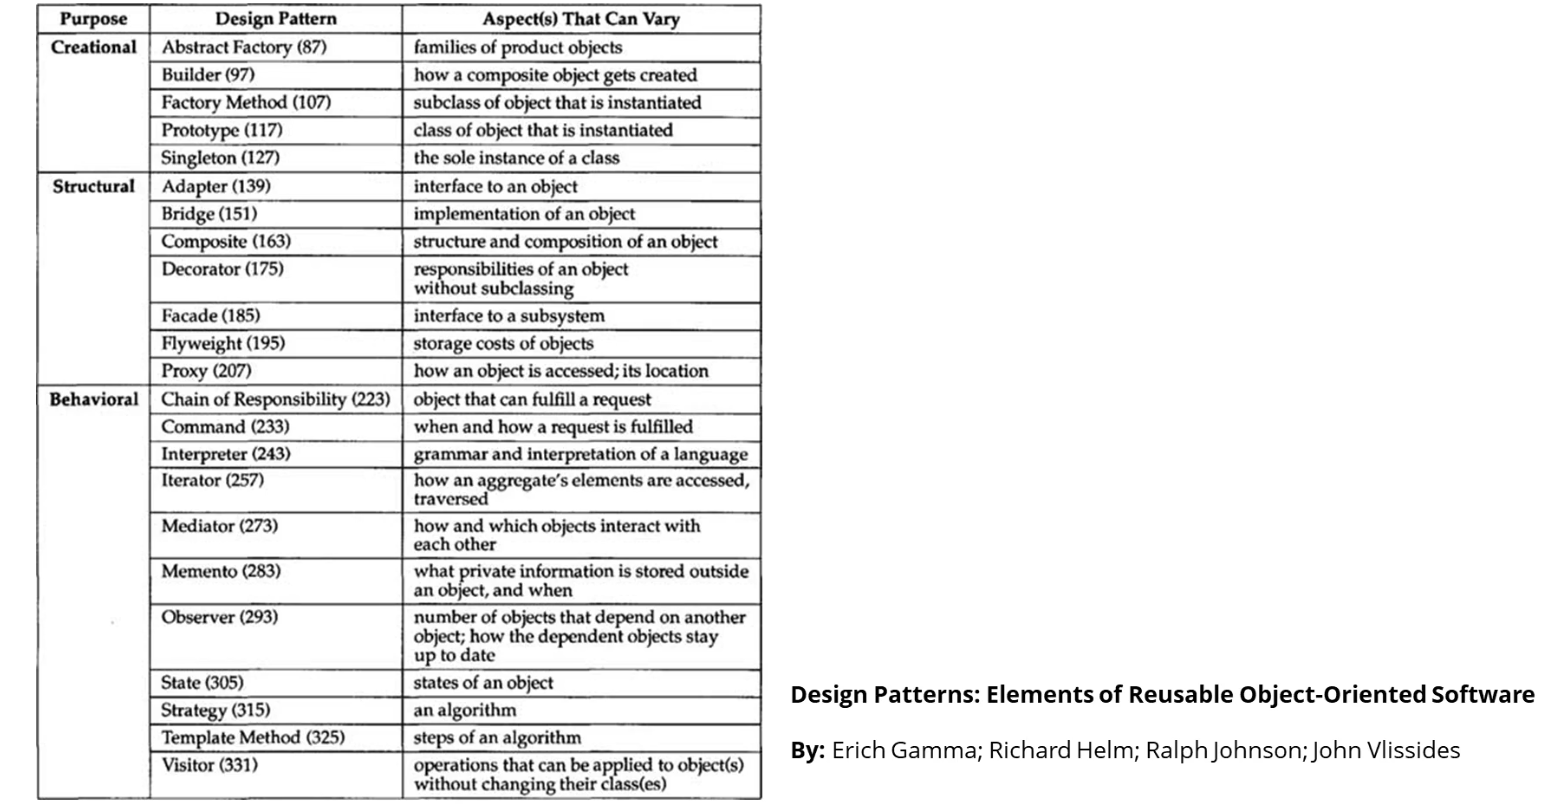 Purpose Design Pattern Aspect(s) That Can Vary
Creational Abstract Factory (87) families of product objects
Builder (97) how a composite object gets created
Factory Method (107) subclass of object that is instantiated
Prototype (117) class of object that is instantiated
Singleton (127) the sole instance of a class
Structural Adapter (139) interface to an object
Bridge (151) implementation of an object
Composite (163) structure and composition of an object
Decorator (175) responsibilities of an object
without subclassing
Facade (185) interface to a subsystem
Flyweight (195) storage costs of objects
Proxy (207) how an object is accessed; its location
Behavioral Chain of Responsibility (223) object that can fulfill a request
Command (233) when and how a request is fulfilled
Interpreter (243) grammar and interpretation of a language
Iterator (257) how an aggregate's elements are accessed,
traversed
Mediator (273) how and which objects interact with
each other
Memento (283) what private information is stored outside
an object, and when
Observer (293) number of objects that depend on another
object; how the dependent objects stay
up to date
State (305) states of an object
Strategy (315) an algorithm
Template Method (325) steps of an algorithm
Visitor (331) operations that can be applied to object(s)
without changing their class(es)
Design Patterns: Elements of Reusable Object-Oriented Software
By: Erich Gamma; Richard Helm; Ralph Johnson; John Vlissides